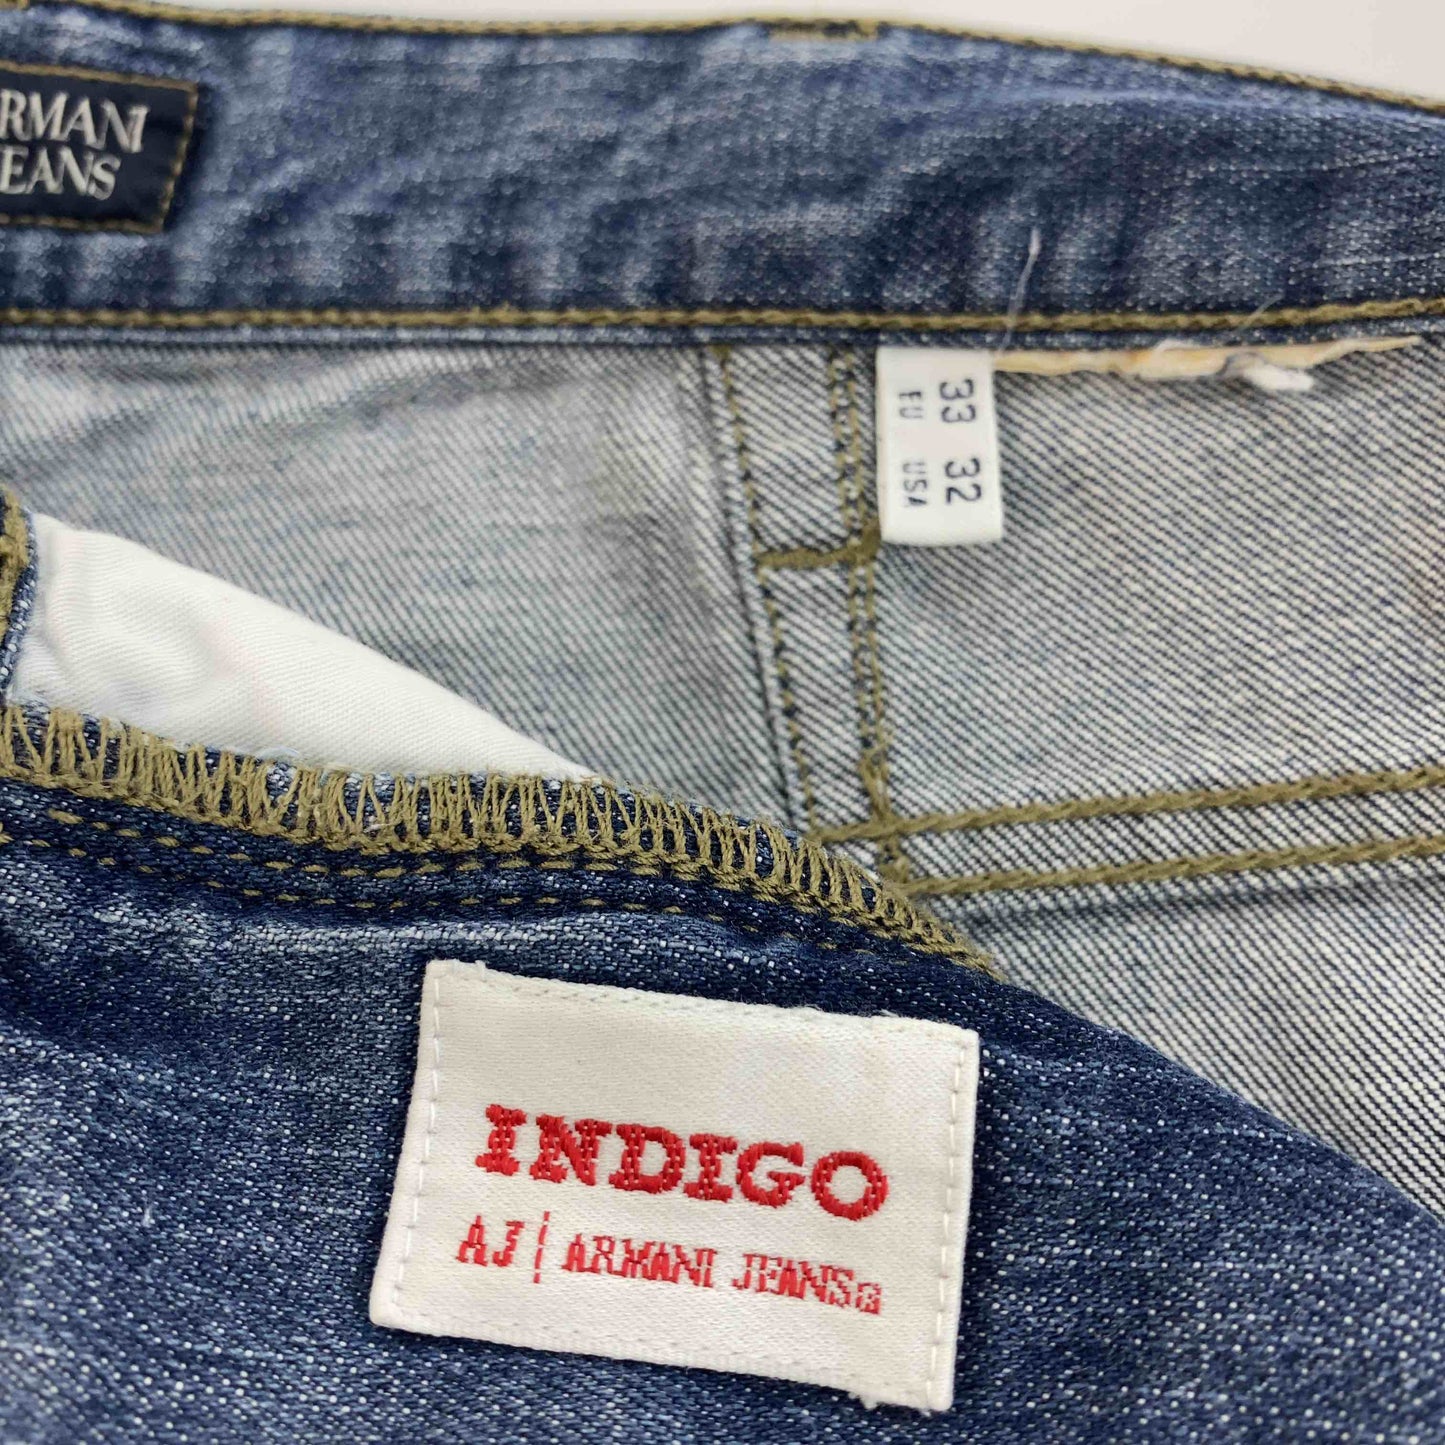 RMANI
EANS
33 32
EU USA
INDIGO
AJ | ARMANI JEANS®